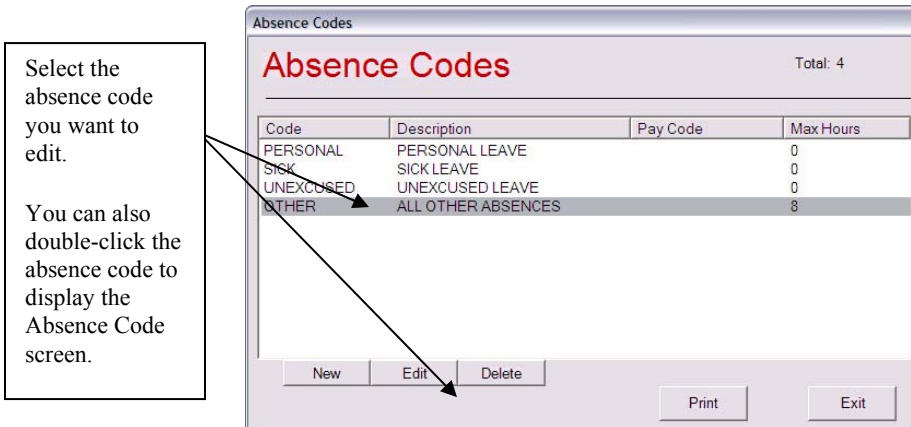 Absence Codes
Select the
absence code
you want to
edit.
You can also
double-click the
absence code to
display the
Absence Code
screen.
Absence Codes
Total: 4
Code Description Pay Code Max Hours
PERSONAL PERSONAL LEAVE 0
SICK SICK LEAVE 0
UNEXCUSED UNEXCUSED LEAVE 0
OTHER ALL OTHER ABSENCES 8
New Edit Delete
Print Exit